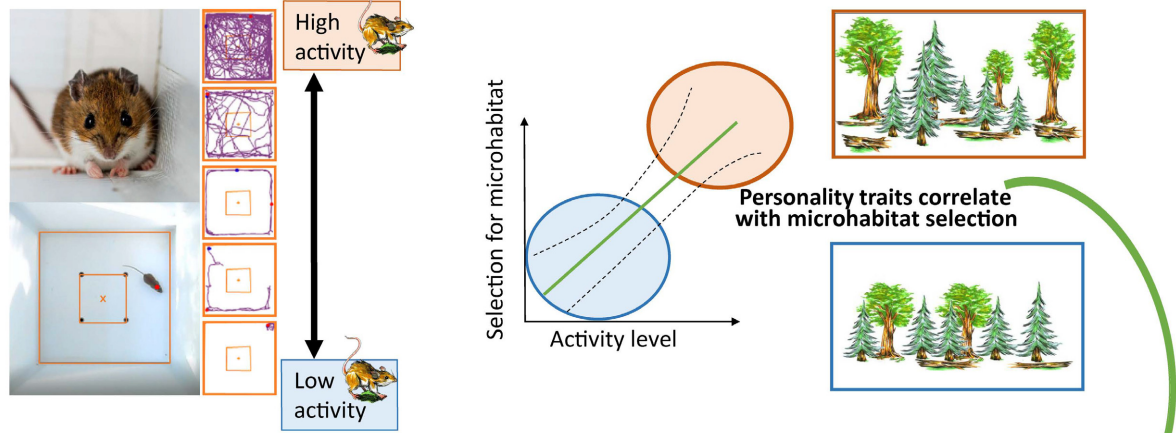 High
activity
Low
activity
Selection for microhabitat
Activity level
Personality traits correlate
with microhabitat selection